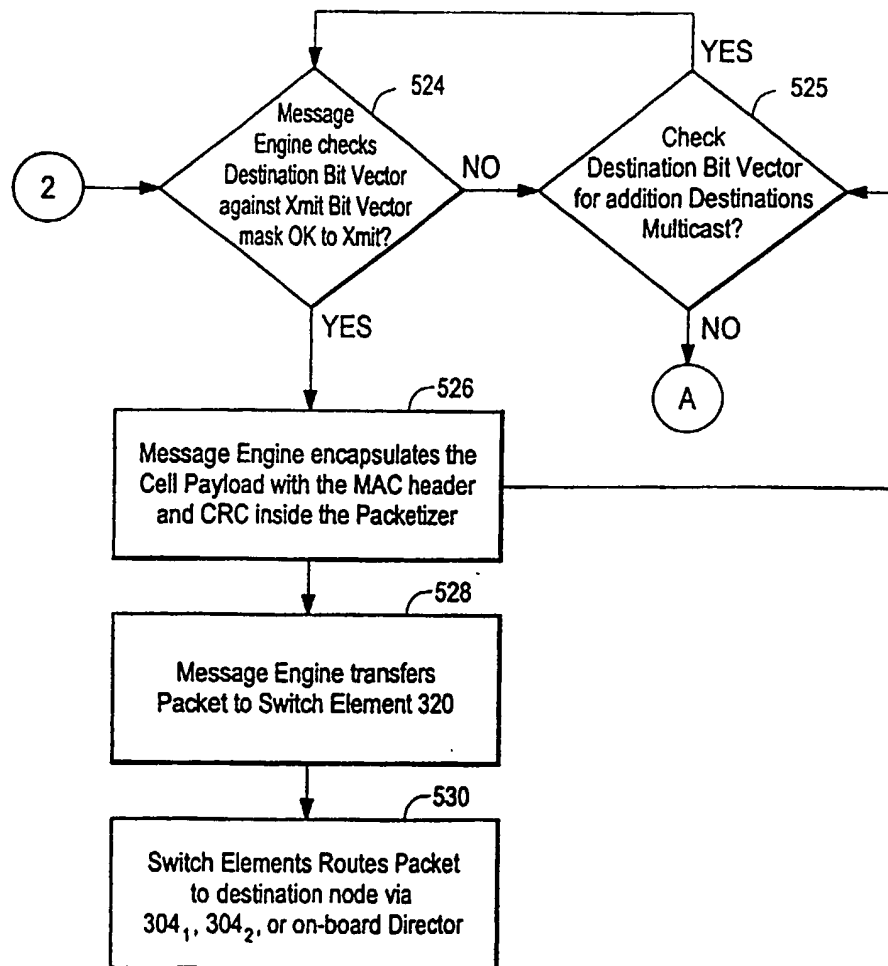 YES
524
525
Message
Engine checks
Destination Bit Vector
against Xmit Bit Vector
mask OK to Xmit?
Check
Destination Bit Vector
for addition Destinations
Multicast?
2
NO
YES
NO
A
526
Message Engine encapsulates the
Cell Payload with the MAC header
and CRC inside the Packetizer
528
Message Engine transfers
Packet to Switch Element 320
530
Switch Elements Routes Packet
to destination node via
304₁, 304₂, or on-board Director